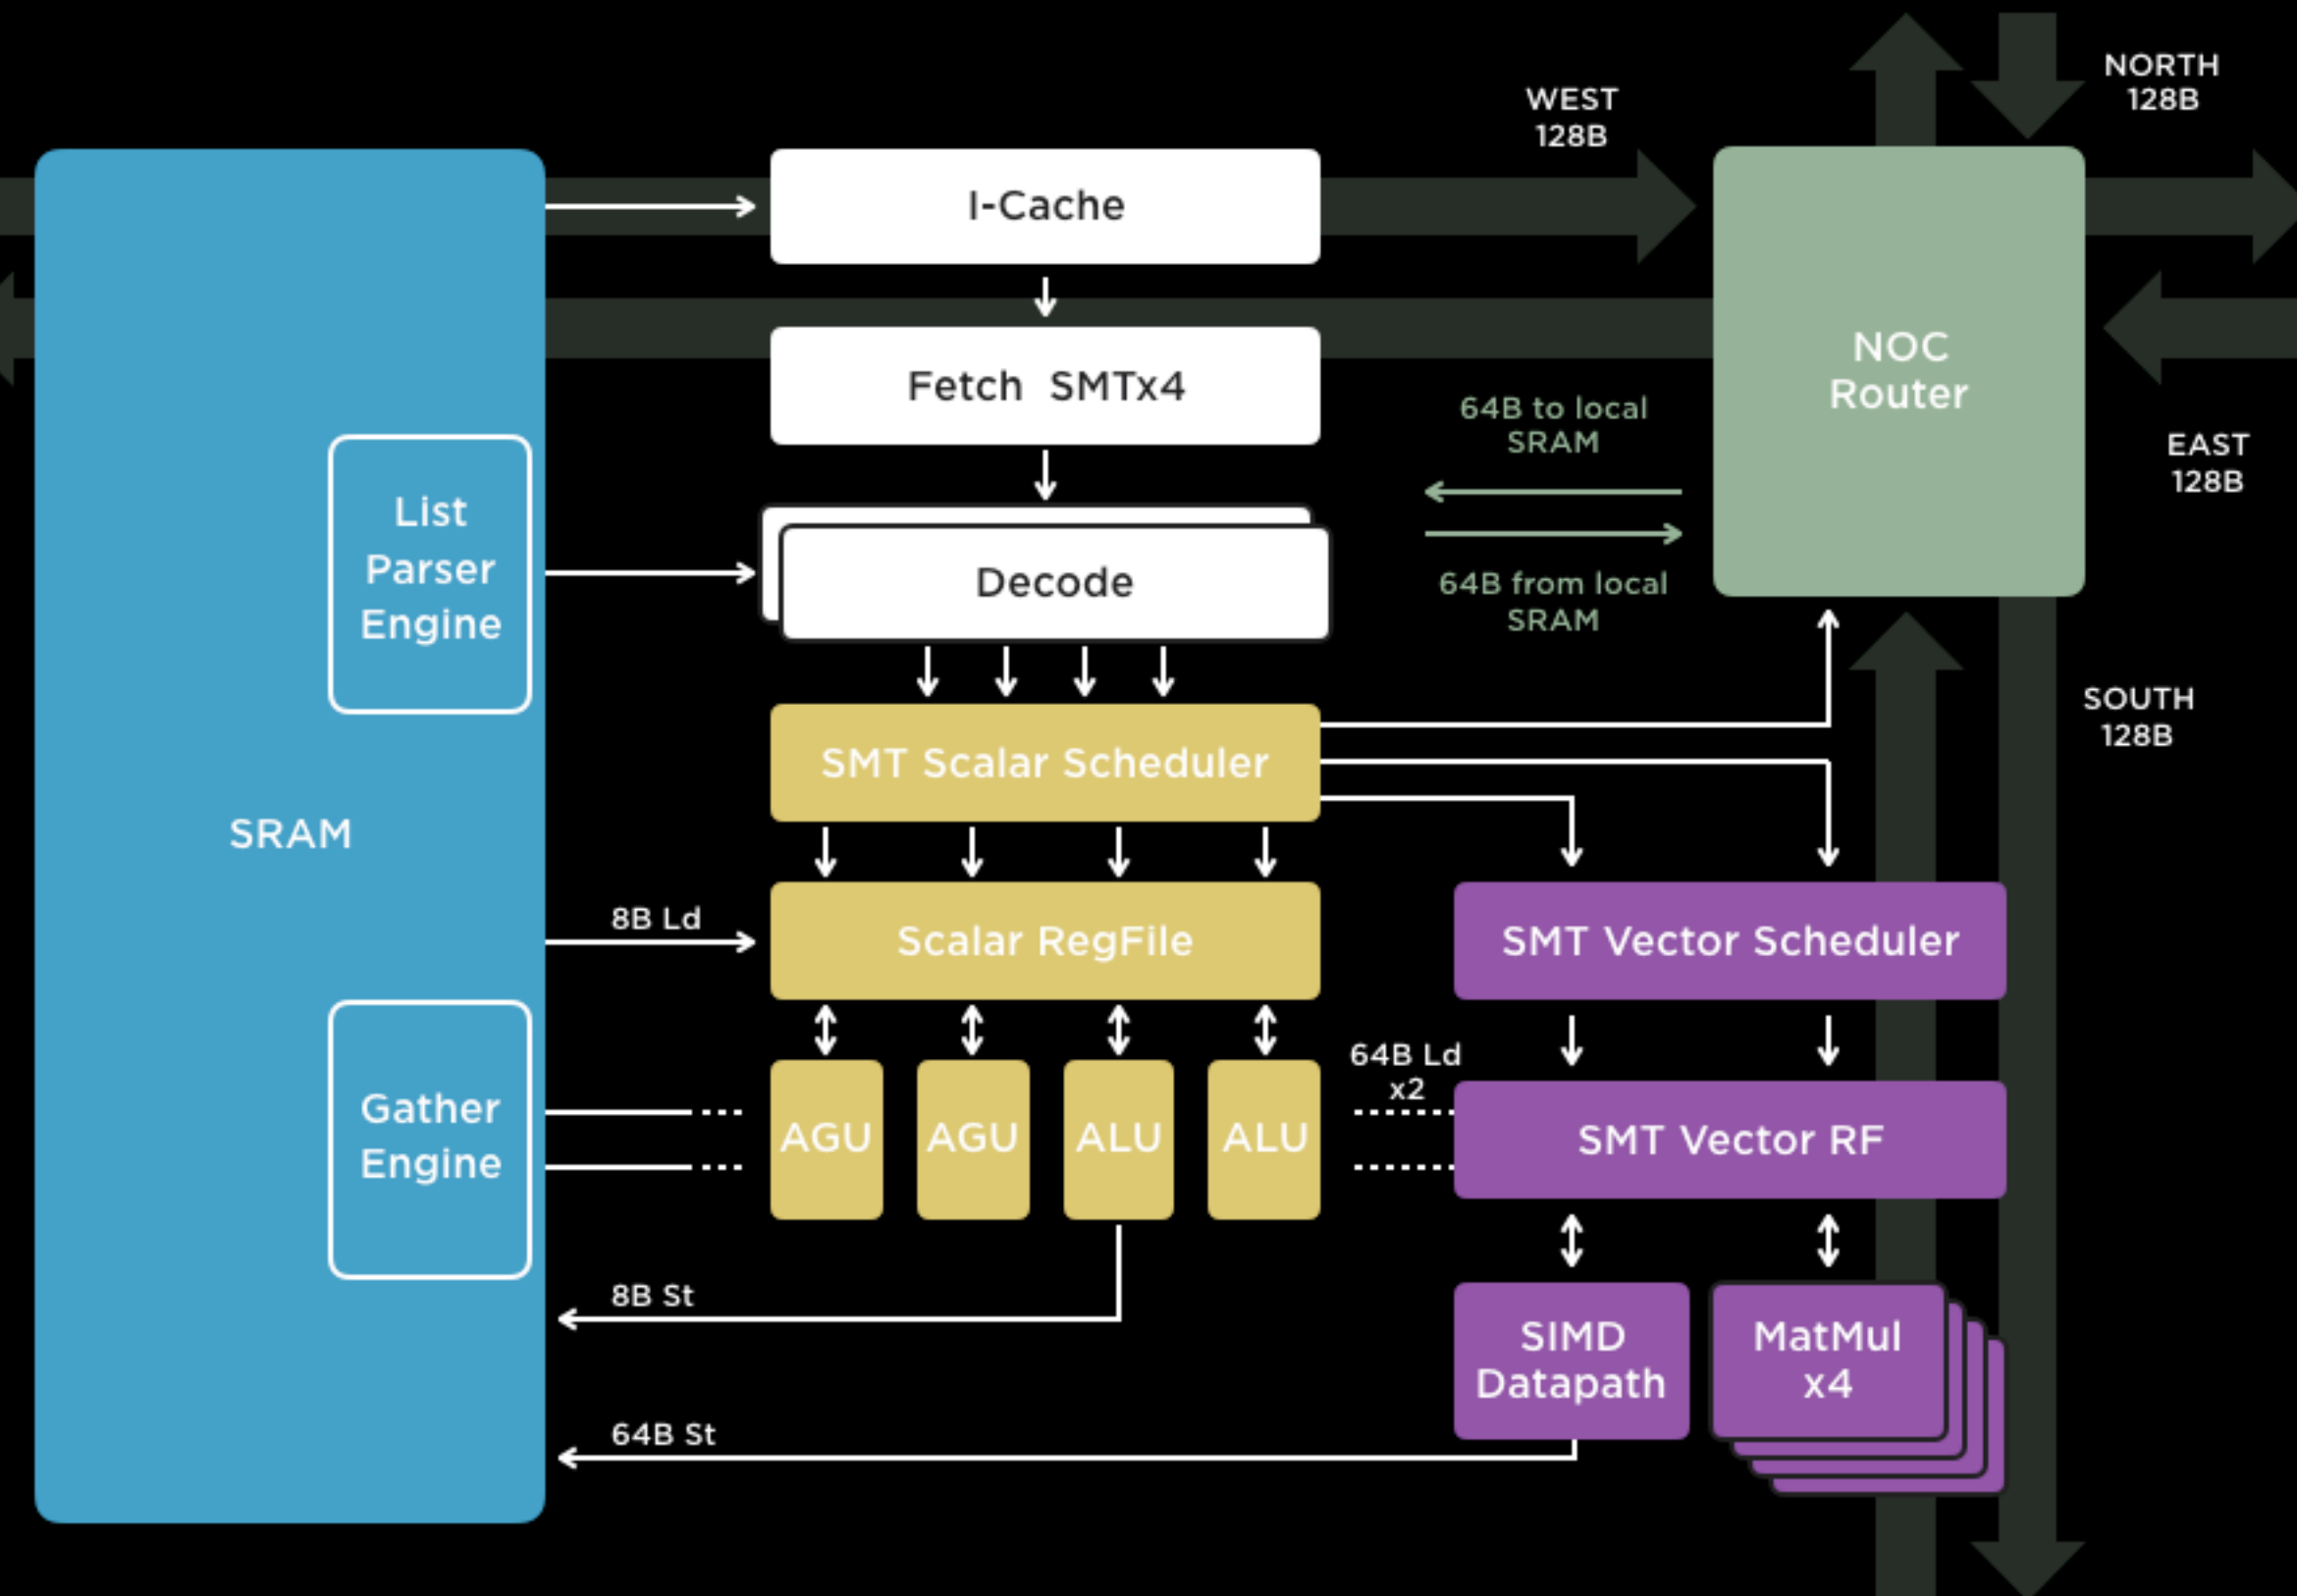 NORTH
128B
WEST
128B
I-Cache
Fetch SMTx4
NOC
Router
64B to local
SRAM
EAST
128B
List
Parser
Engine
Decode
64B from local
SRAM
SOUTH
128B
SMT Scalar Scheduler
SRAM
8B Ld
Scalar RegFile
SMT Vector Scheduler
64B Ld
x2
Gather
Engine
AGU
AGU
ALU
ALU
SMT Vector RF
8B St
SIMD
Datapath
MatMul
x4
64B St